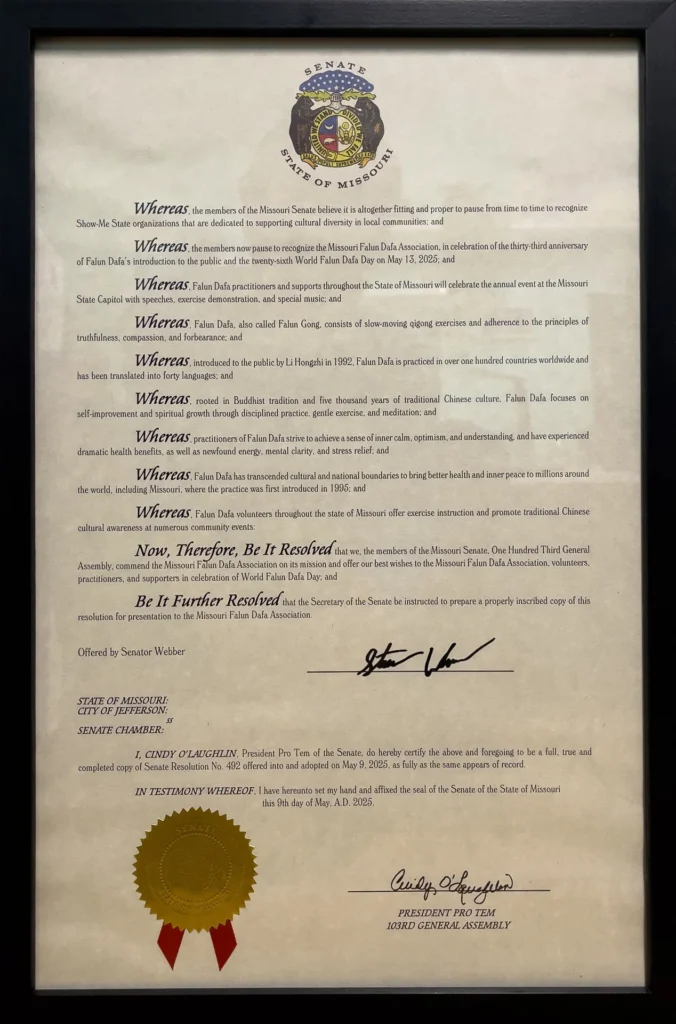 SENATE
STATE OF MISSOURI
Whereas, the members of the Missouri Senate believe it is altogether fitting and proper to pause from time to time to recognize
Show-Me State organizations that are dedicated to supporting cultural diversity in local communities; and
Whereas, the members now pause to recognize the Missouri Falun Dafa Association, in celebration of the thirty-third anniversary
of Falun Dafa's introduction to the public and the twenty-sixth World Falun Dafa Day on May 13, 2025; and
Whereas, Falun Dafa practitioners and supports throughout the State of Missouri will celebrate the annual event at the Missouri
State Capitol with speeches, exercise demonstration, and special music; and
Whereas, Falun Dafa, also called Falun Gong, consists of slow-moving qigong exercises and adherence to the principles of
truthfulness, compassion, and forbearance; and
Whereas, introduced to the public by Li Hongzhi in 1992, Falun Dafa is practiced in over one hundred countries worldwide and
has been translated into forty languages; and
Whereas, rooted in Buddhist tradition and five thousand years of traditional Chinese culture, Falun Dafa focuses on
self-improvement and spiritual growth through disciplined practice, gentle exercise, and meditation; and
Whereas, practitioners of Falun Dafa strive to achieve a sense of inner calm, optimism, and understanding, and have experienced
dramatic health benefits, as well as newfound energy, mental clarity, and stress relief; and
Whereas, Falun Dafa has transcended cultural and national boundaries to bring better health and inner peace to millions around
the world, including Missouri, where the practice was first introduced in 1995; and
Whereas, Falun Dafa volunteers throughout the state of Missouri offer exercise instruction and promote traditional Chinese
cultural awareness at numerous community events:
Now, Therefore, Be It Resolved that we, the members of the Missouri Senate, One Hundred Third General
Assembly, commend the Missouri Falun Dafa Association on its mission and offer our best wishes to the Missouri Falun Dafa Association, volunteers,
practitioners, and supporters in celebration of World Falun Dafa Day; and
Be It Further Resolved that the Secretary of the Senate be instructed to prepare a properly inscribed copy of this
resolution for presentation to the Missouri Falun Dafa Association.
Offered by Senator Webber
STATE OF MISSOURI:
CITY OF JEFFERSON:
ss
SENATE CHAMBER:
I, CINDY O'LAUGHLIN, President Pro Tem of the Senate, do hereby certify the above and foregoing to be a full, true and
completed copy of Senate Resolution No. 492 offered into and adopted on May 9, 2025, as fully as the same appears of record.
IN TESTIMONY WHEREOF, I have hereunto set my hand and affixed the seal of the Senate of the State of Missouri
this 9th day of May, A.D. 2025.
SENATE
Cindy O'Laughlin
PRESIDENT PRO TEM
103RD GENERAL ASSEMBLY